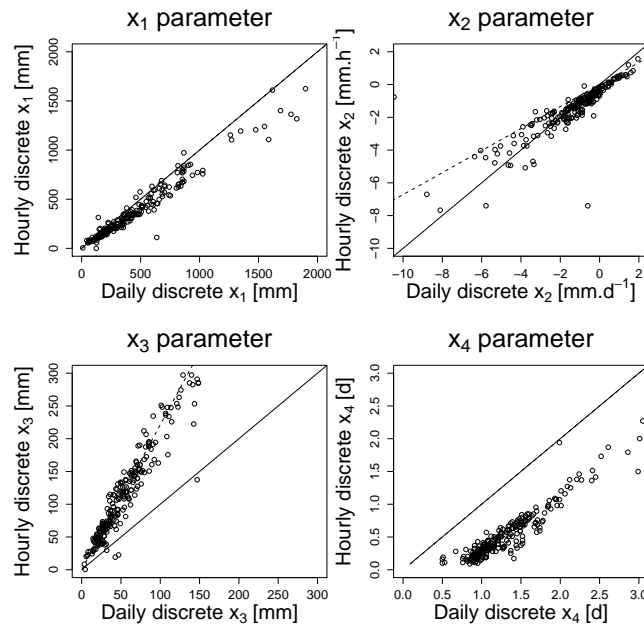 x₁ parameter
Hourly discrete x₁ [mm]
0 500 1000 1500 2000
0 500 1000 1500 2000
Daily discrete x₁ [mm]
x₂ parameter
Hourly discrete x₂ [mm.h⁻¹]
−10 −8 −6 −4 −2 0 2
−10 −8 −6 −4 −2 0 2
Daily discrete x₂ [mm.d⁻¹]
x₃ parameter
Hourly discrete x₃ [mm]
0 50 100 150 200 250 300
0 50 100 150 200 250 300
Daily discrete x₃ [mm]
x₄ parameter
Hourly discrete x₄ [d]
0.0 0.5 1.0 1.5 2.0 2.5 3.0
0.0 0.5 1.0 1.5 2.0 2.5 3.0
Daily discrete x₄ [d]